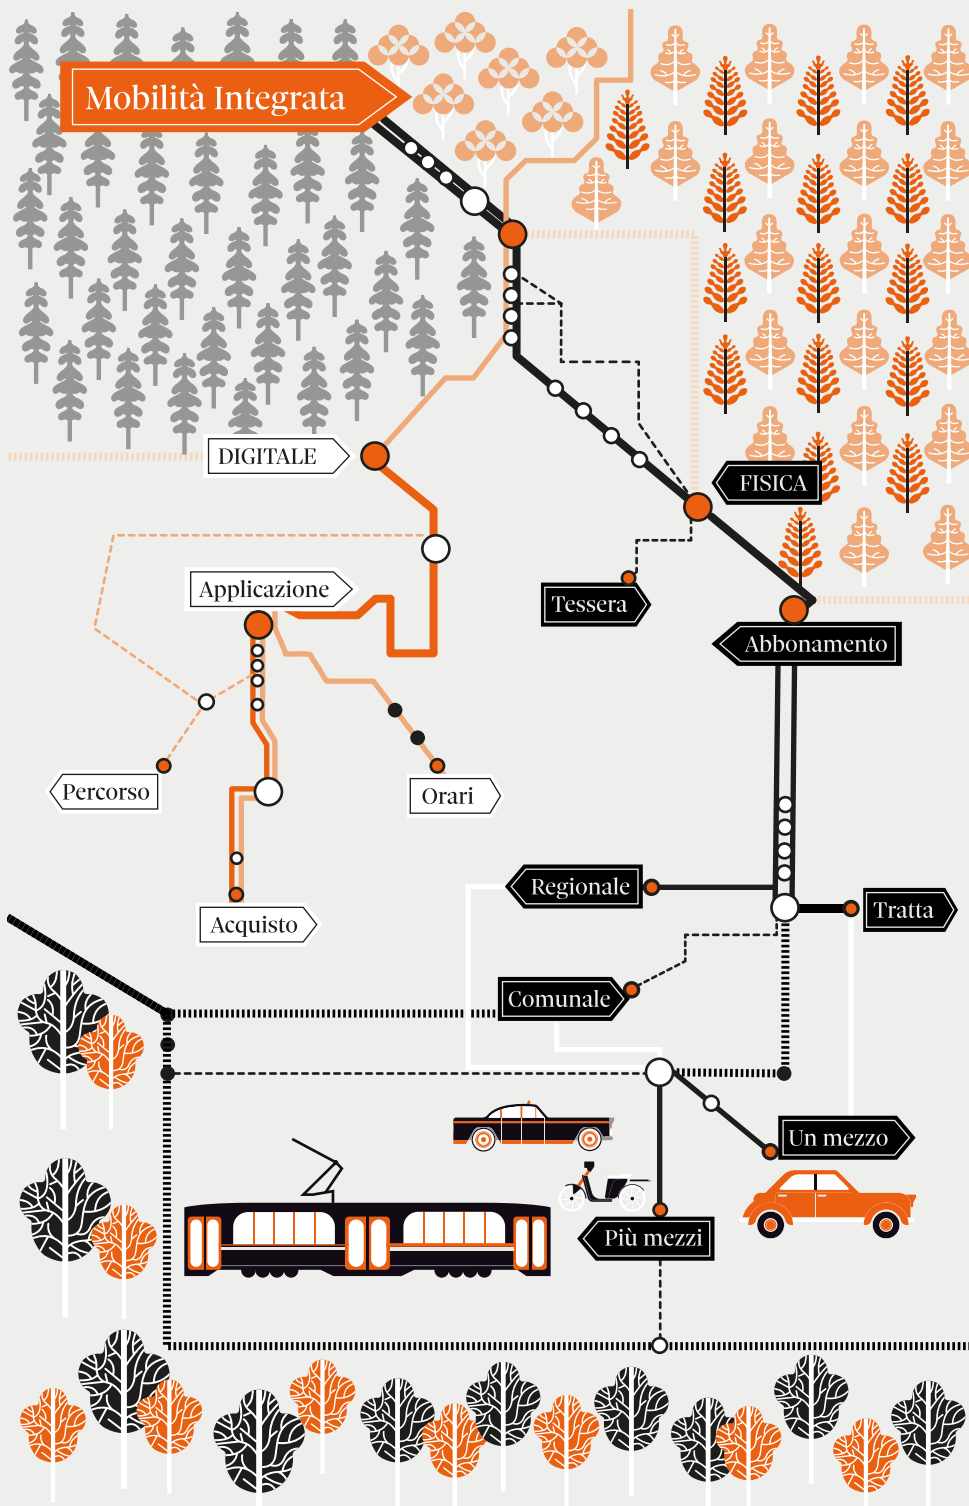 Mobilità Integrata
DIGITALE
FISICA
Applicazione
Tessera
Abbonamento
Percorso
Orari
Regionale
Tratta
Acquisto
Comunale
Un mezzo
Più mezzi